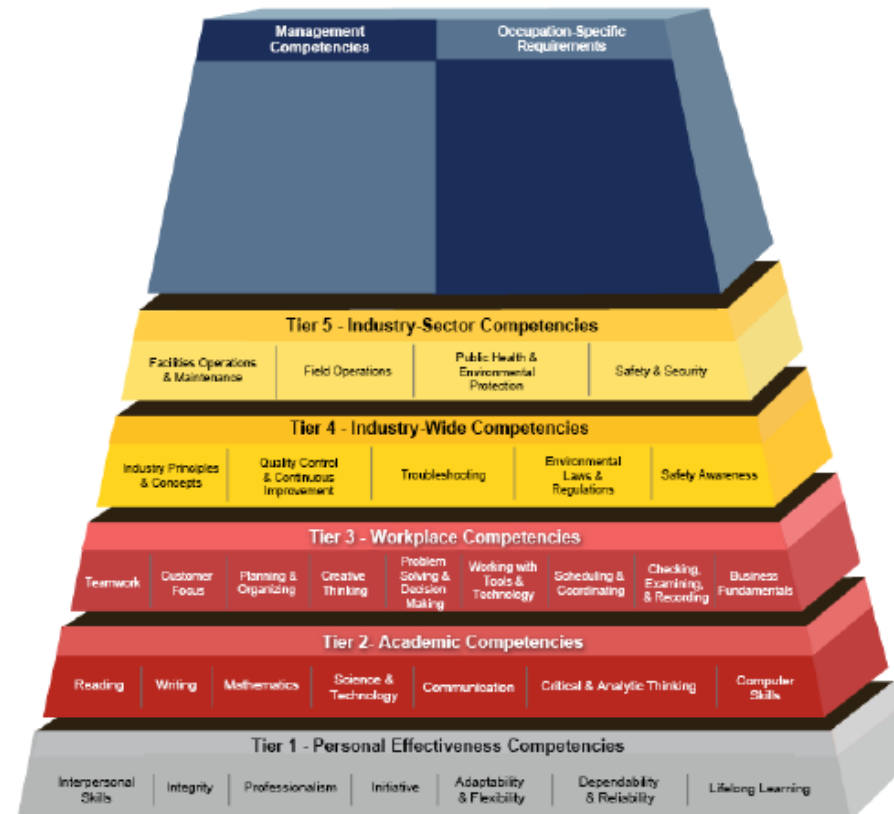 Management
Competencies
Occupation-Specific
Requirements
Tier 5 - Industry-Sector Competencies
Facilities Operations
& Maintenance
Field Operations
Public Health &
Environmental
Protection
Safety & Security
Tier 4 - Industry-Wide Competencies
Industry Principles
& Concepts
Quality Control
& Continuous
Improvement
Troubleshooting
Environmental
Laws &
Regulations
Safety Awareness
Tier 3 - Workplace Competencies
Teamwork
Customer
Focus
Planning &
Organizing
Creative
Thinking
Problem
Solving &
Decision
Making
Working with
Tools &
Technology
Scheduling &
Coordinating
Checking,
Examining,
& Recording
Business
Fundamentals
Tier 2- Academic Competencies
Reading
Writing
Mathematics
Science &
Technology
Communication
Critical & Analytic Thinking
Computer
Skills
Tier 1 - Personal Effectiveness Competencies
Interpersonal
Skills
Integrity
Professionalism
Initiative
Adaptability
& Flexibility
Dependability
& Reliability
Lifelong Learning